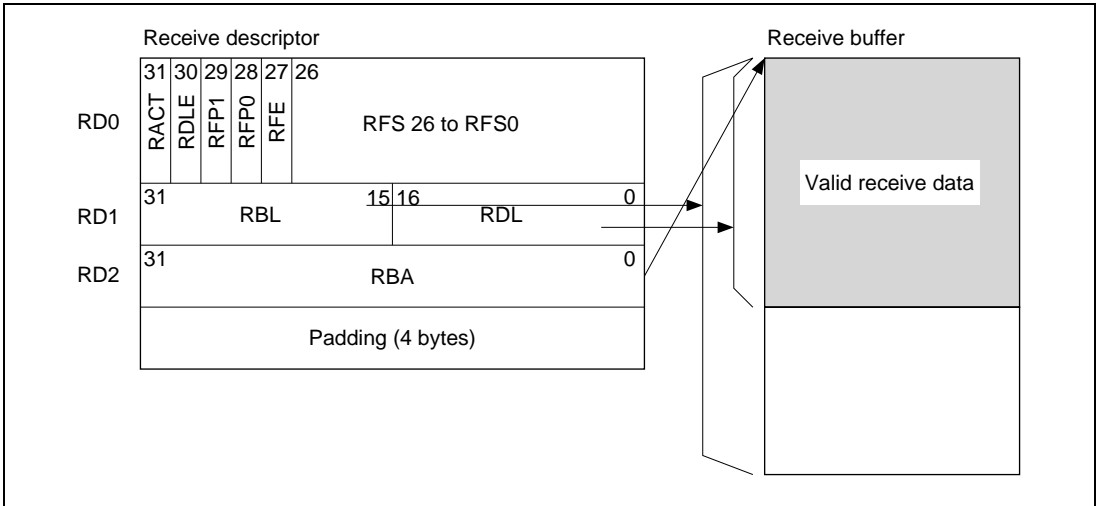 Receive descriptor
Receive buffer
31 30 29 28 27 26
RD0
RACT
RDLE
RFP1
RFP0
RFE
RFS 26 to RFS0
Valid receive data
31 15 16 0
RD1
RBL
RDL
31 0
RD2
RBA
Padding (4 bytes)